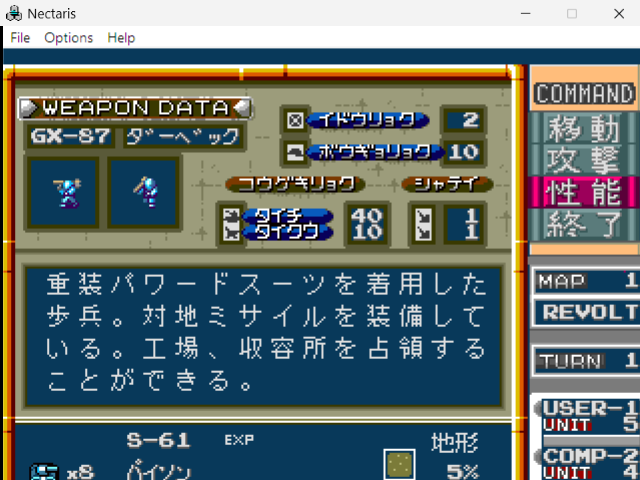 Nectaris
File Options Help
WEAPON DATA
GX-87 ダーベック
イドウリョク 2
ボウギョリョク 10
コウゲキリョク シャテイ
タイチ 40 1
タイクウ 10 1
重装パワードスーツを着用した
歩兵。対地ミサイルを装備して
いる。工場、収容所を占領する
ことができる。
S-61 EXP 地形
x8 バイソン 5%
COMMAND
移動
攻撃
性能
終了
MAP 1
REVOLT
TURN 1
USER-1
UNIT 5
COMP-2
UNIT 4